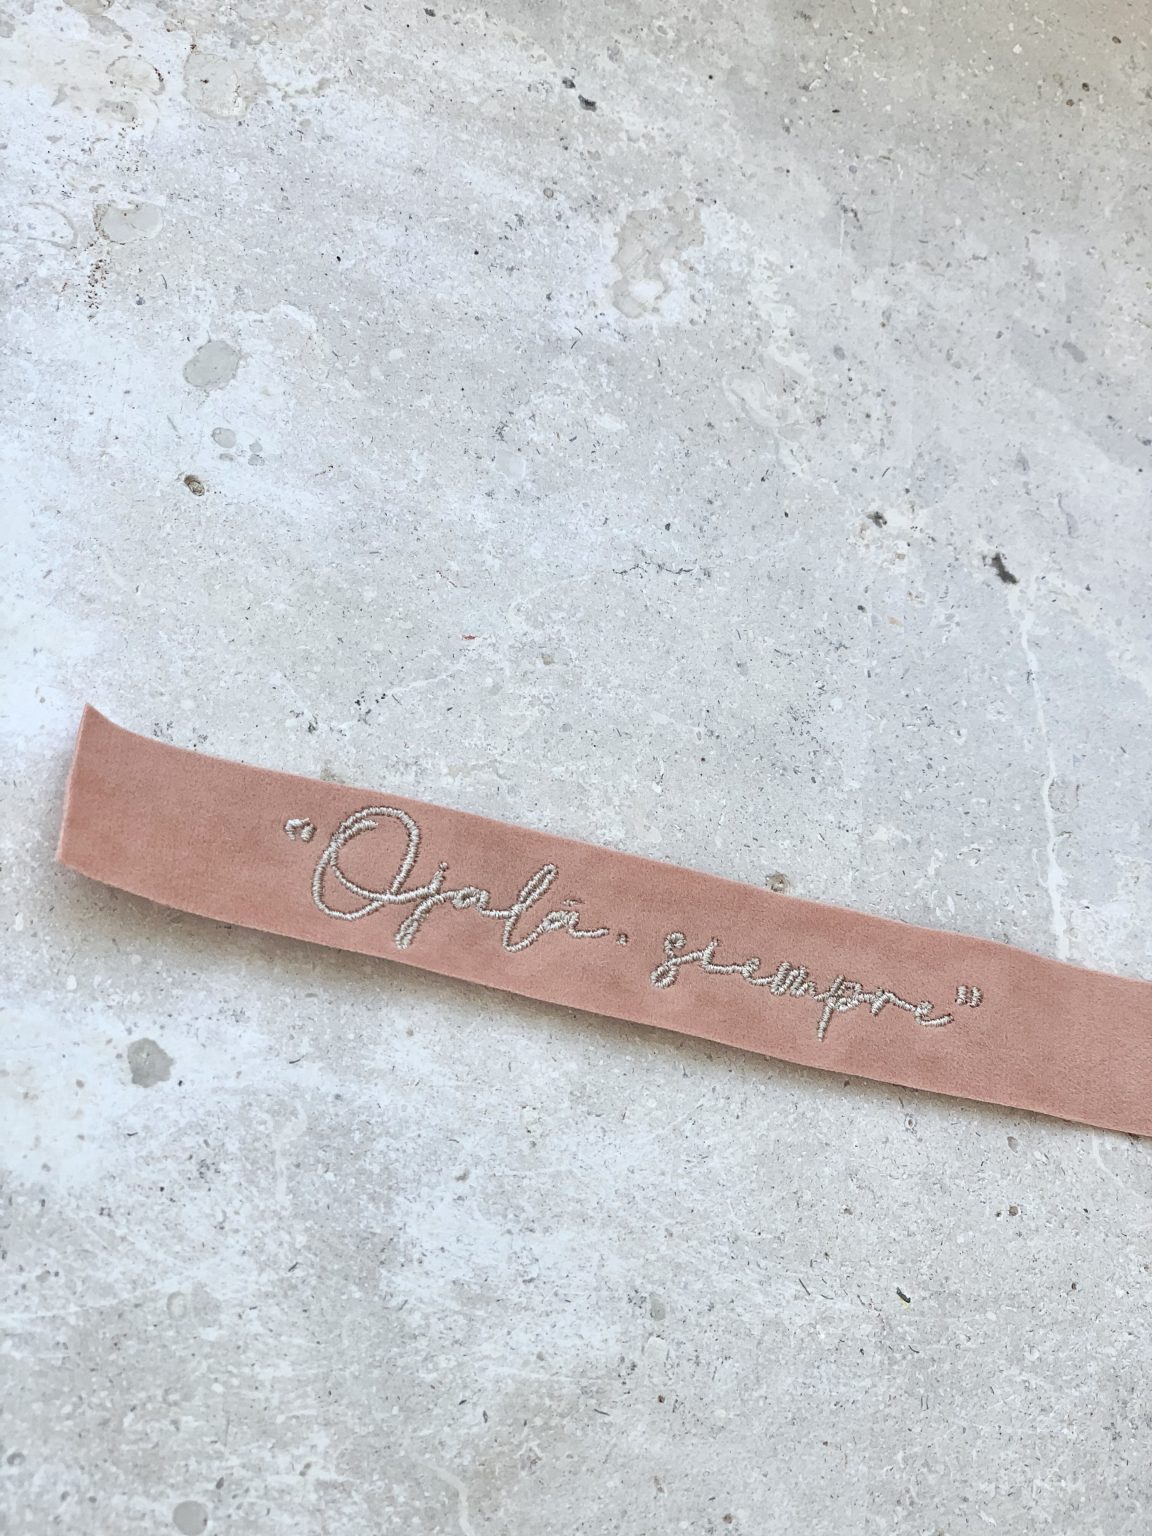 “Ojalá. siempre”